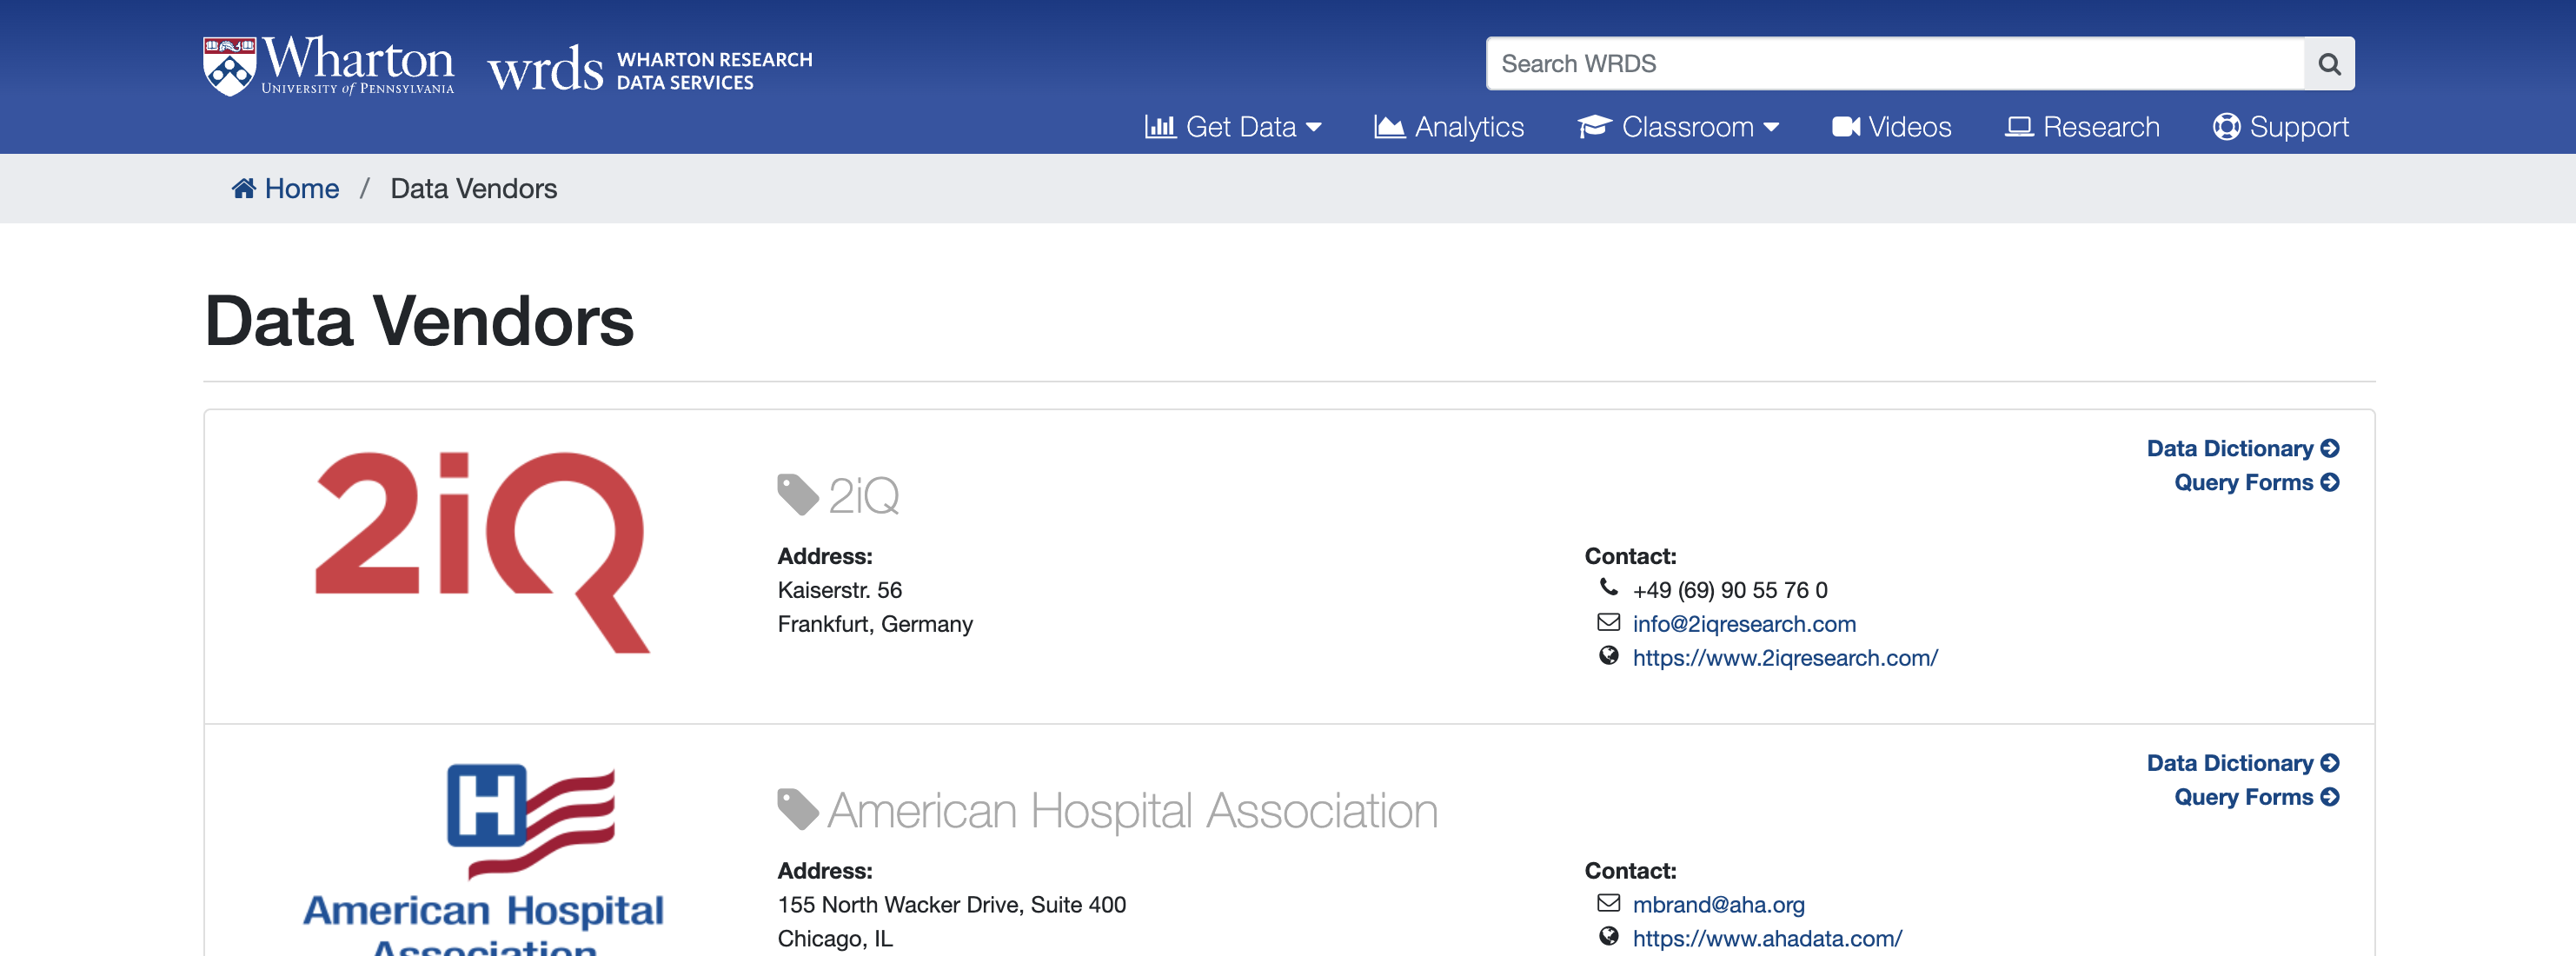 Wharton
UNIVERSITY of PENNSYLVANIA
wrds
WHARTON RESEARCH
DATA SERVICES
Search WRDS
Get Data
Analytics
Classroom
Videos
Research
Support
Home / Data Vendors
Data Vendors
2iQ
2iQ
Data Dictionary
Query Forms
Address:
Kaiserstr. 56
Frankfurt, Germany
Contact:
+49 (69) 90 55 76 0
info@2iqresearch.com
https://www.2iqresearch.com/
H
American Hospital
Association
American Hospital Association
Data Dictionary
Query Forms
Address:
155 North Wacker Drive, Suite 400
Chicago, IL
Contact:
mbrand@aha.org
https://www.ahadata.com/